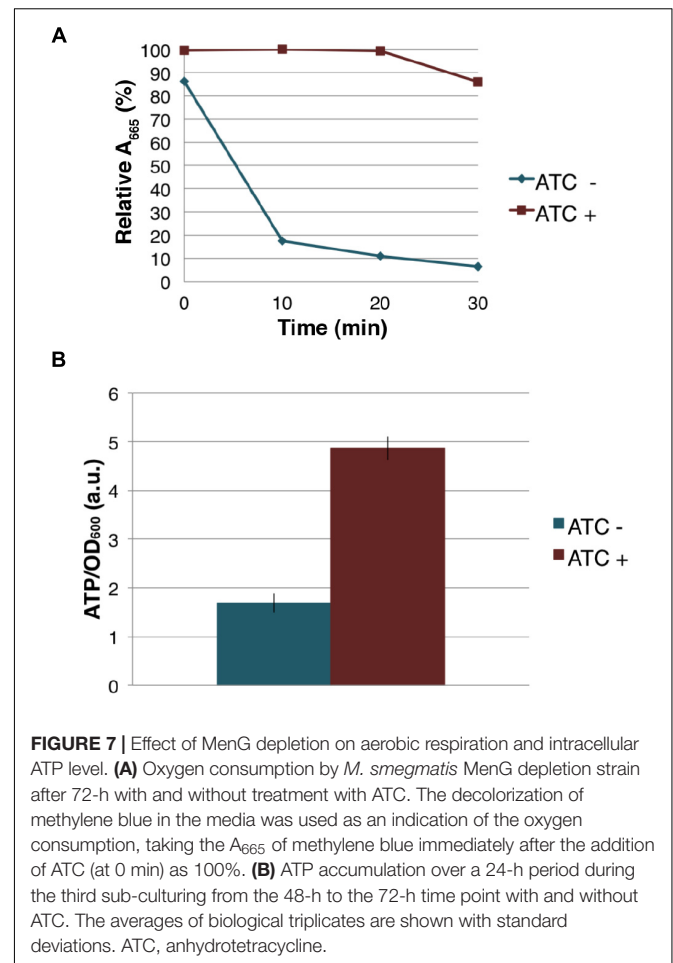 A
100
90
80
70
60
50
40
30
20
10
0
Relative A665 (%)
0 10 20 30
Time (min)
ATC -
ATC +
B
6
5
4
3
2
1
0
ATP/OD600 (a.u.)
ATC -
ATC +
FIGURE 7 | Effect of MenG depletion on aerobic respiration and intracellular
ATP level. (A) Oxygen consumption by M. smegmatis MenG depletion strain
after 72-h with and without treatment with ATC. The decolorization of
methylene blue in the media was used as an indication of the oxygen
consumption, taking the A665 of methylene blue immediately after the addition
of ATC (at 0 min) as 100%. (B) ATP accumulation over a 24-h period during
the third sub-culturing from the 48-h to the 72-h time point with and without
ATC. The averages of biological triplicates are shown with standard
deviations. ATC, anhydrotetracycline.